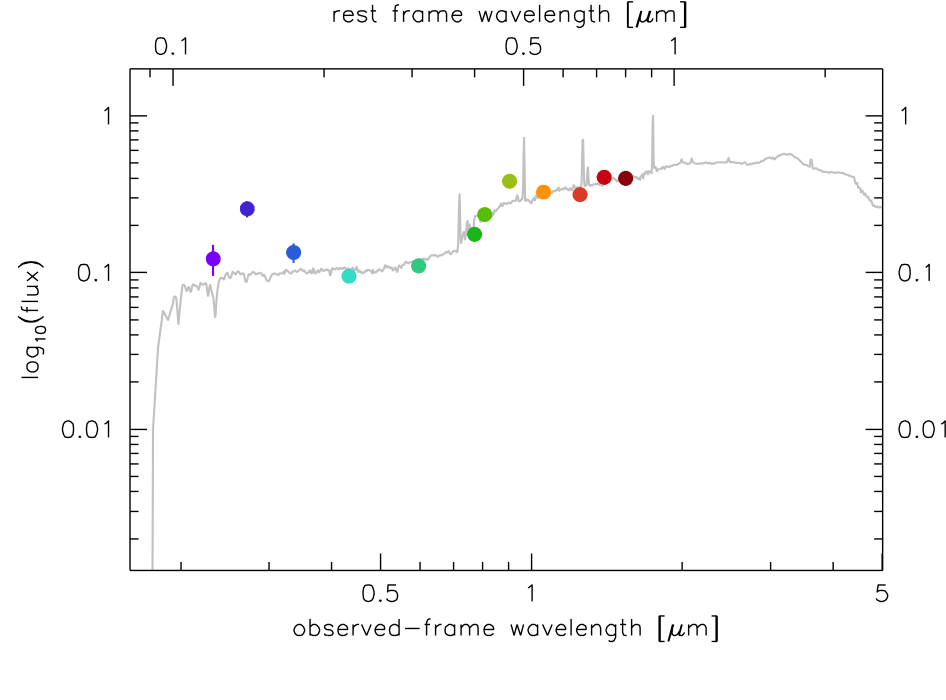 rest frame wavelength [μm]
0.1 0.5 1
1 1
0.1 0.1
0.01 0.01
log10(flux)
0.5 1 5
observed-frame wavelength [μm]